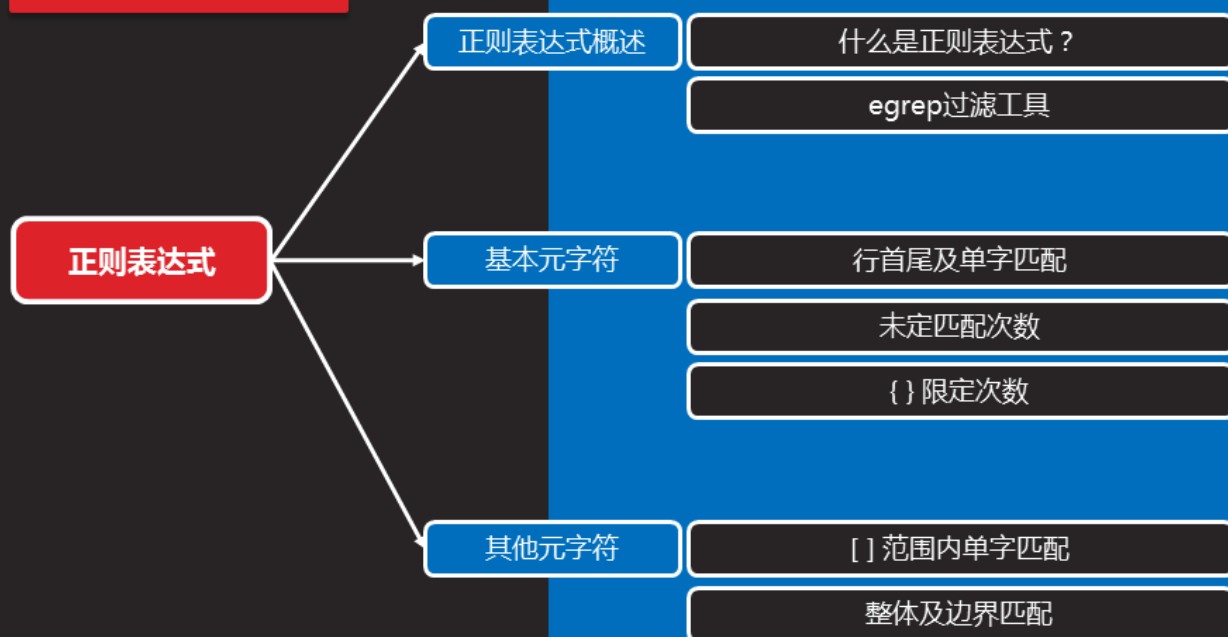 正则表达式
正则表达式概述
什么是正则表达式？
egrep过滤工具
基本元字符
行首尾及单字匹配
未定匹配次数
{ } 限定次数
其他元字符
[ ] 范围内单字匹配
整体及边界匹配